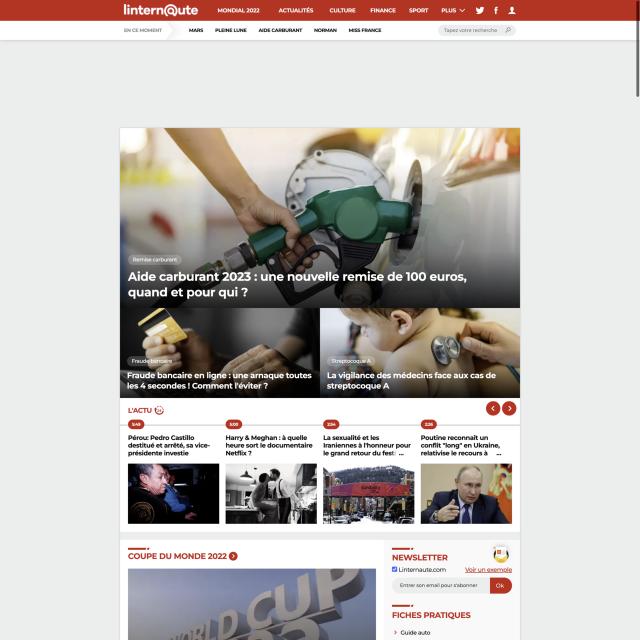 lintern@ute
MONDIAL 2022 ACTUALITÉS CULTURE FINANCE SPORT PLUS
EN CE MOMENT MARS PLEINE LUNE AIDE CARBURANT NORMAN MISS FRANCE
Tapez votre recherche
Remise carburant
Aide carburant 2023 : une nouvelle remise de 100 euros,
quand et pour qui ?
Fraude bancaire
Fraude bancaire en ligne : une arnaque toutes
les 4 secondes ! Comment l'éviter ?
Streptocoque A
La vigilance des médecins face aux cas de
streptocoque A
L'ACTU
5:45
Pérou: Pedro Castillo
destitué et arrêté, sa vice-
présidente investie
5:00
Harry & Meghan : à quelle
heure sort le documentaire
Netflix ?
2:54
La sexualité et les
Iraniennes à l'honneur pour
le grand retour du fest ...
2:26
Poutine reconnait un
conflit "long" en Ukraine,
relativise le recours à ...
COUPE DU MONDE 2022
WORLD CUP
NEWSLETTER
Linternaute.com
Voir un exemple
Entrer son email pour s'abonner
Ok
FICHES PRATIQUES
Guide auto